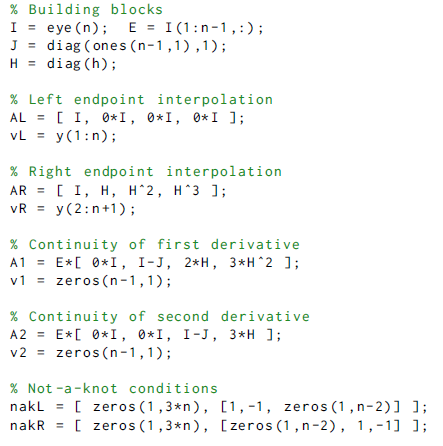 % Building blocks
I = eye(n); E = I(1:n-1,:);
J = diag(ones(n-1,1),1);
H = diag(h);
% Left endpoint interpolation
AL = [ I, 0*I, 0*I, 0*I ];
vL = y(1:n);
% Right endpoint interpolation
AR = [ I, H, H^2, H^3 ];
vR = y(2:n+1);
% Continuity of first derivative
A1 = E*[ 0*I, I-J, 2*H, 3*H^2 ];
v1 = zeros(n-1,1);
% Continuity of second derivative
A2 = E*[ 0*I, 0*I, I-J, 3*H ];
v2 = zeros(n-1,1);
% Not-a-knot conditions
nakL = [ zeros(1,3*n), [1,-1, zeros(1,n-2)] ];
nakR = [ zeros(1,3*n), [zeros(1,n-2), 1,-1] ];